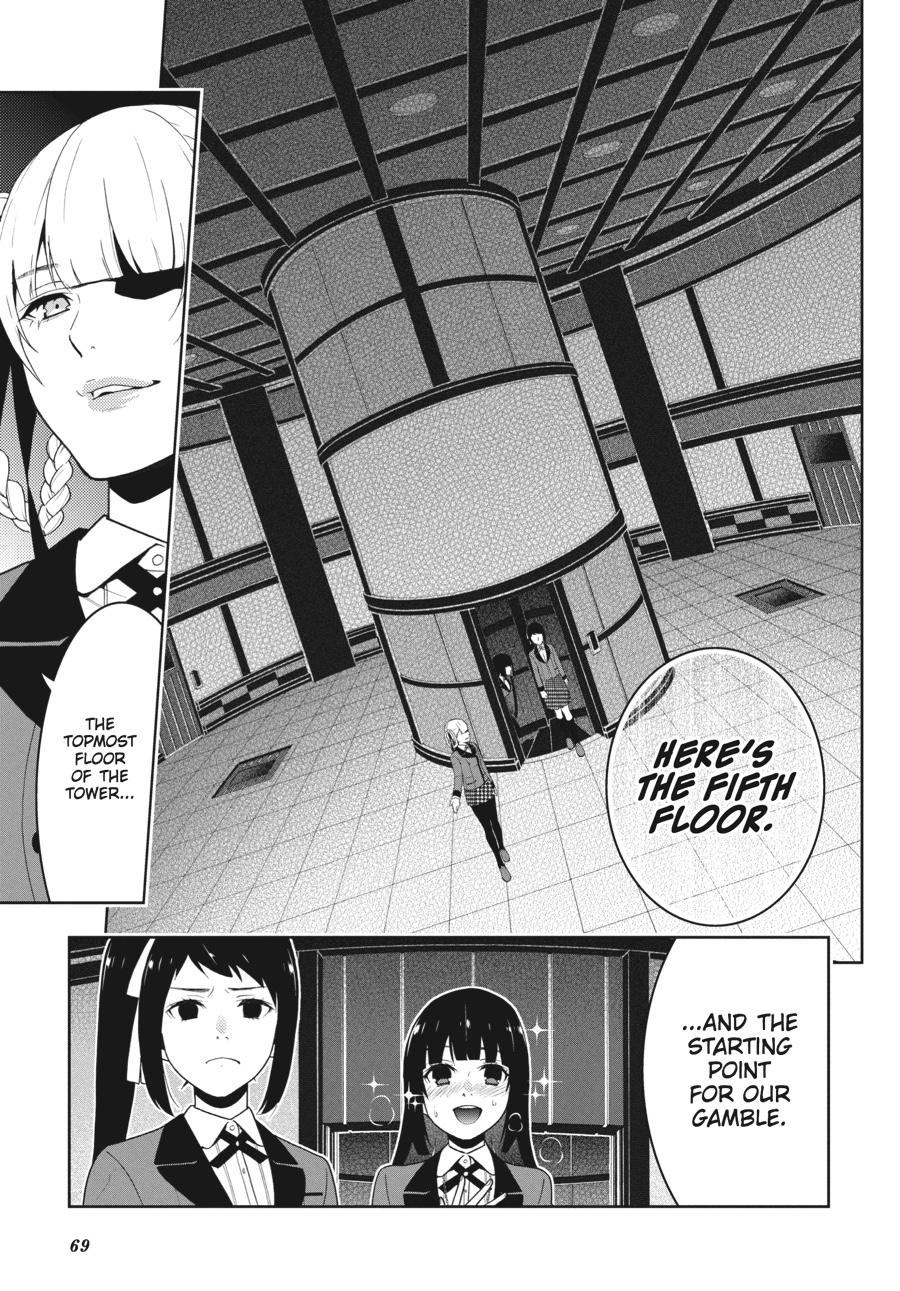 HERE'S
THE FIFTH
FLOOR.
THE
TOPMOST
FLOOR
OF THE
TOWER...
...AND THE
STARTING
POINT
FOR OUR
GAMBLE.
69